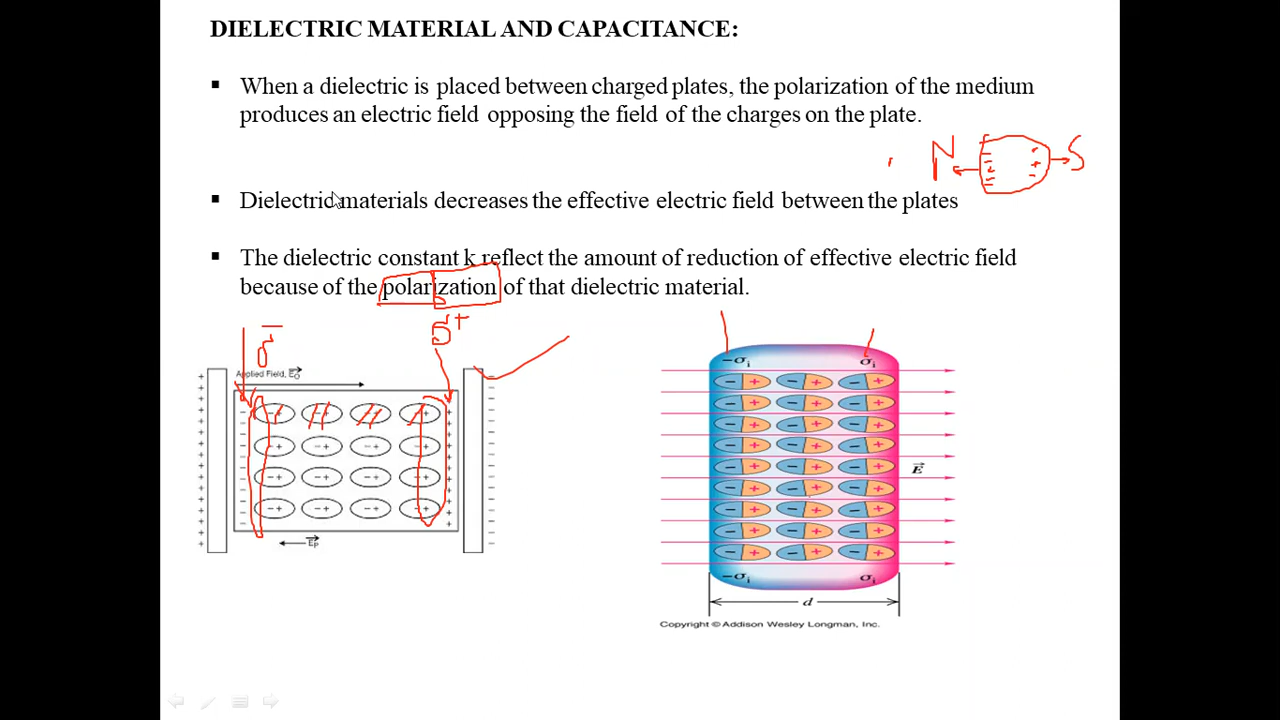 DIELECTRIC MATERIAL AND CAPACITANCE:
▪ When a dielectric is placed between charged plates, the polarization of the medium
produces an electric field opposing the field of the charges on the plate.
N S
▪ Dielectric materials decreases the effective electric field between the plates
▪ The dielectric constant k reflect the amount of reduction of effective electric field
because of the polarization of that dielectric material.
δ⁻ δ⁺
Applied Field, E₀
−σi σi
E
EP
−σi σi
d
Copyright © Addison Wesley Longman, Inc.